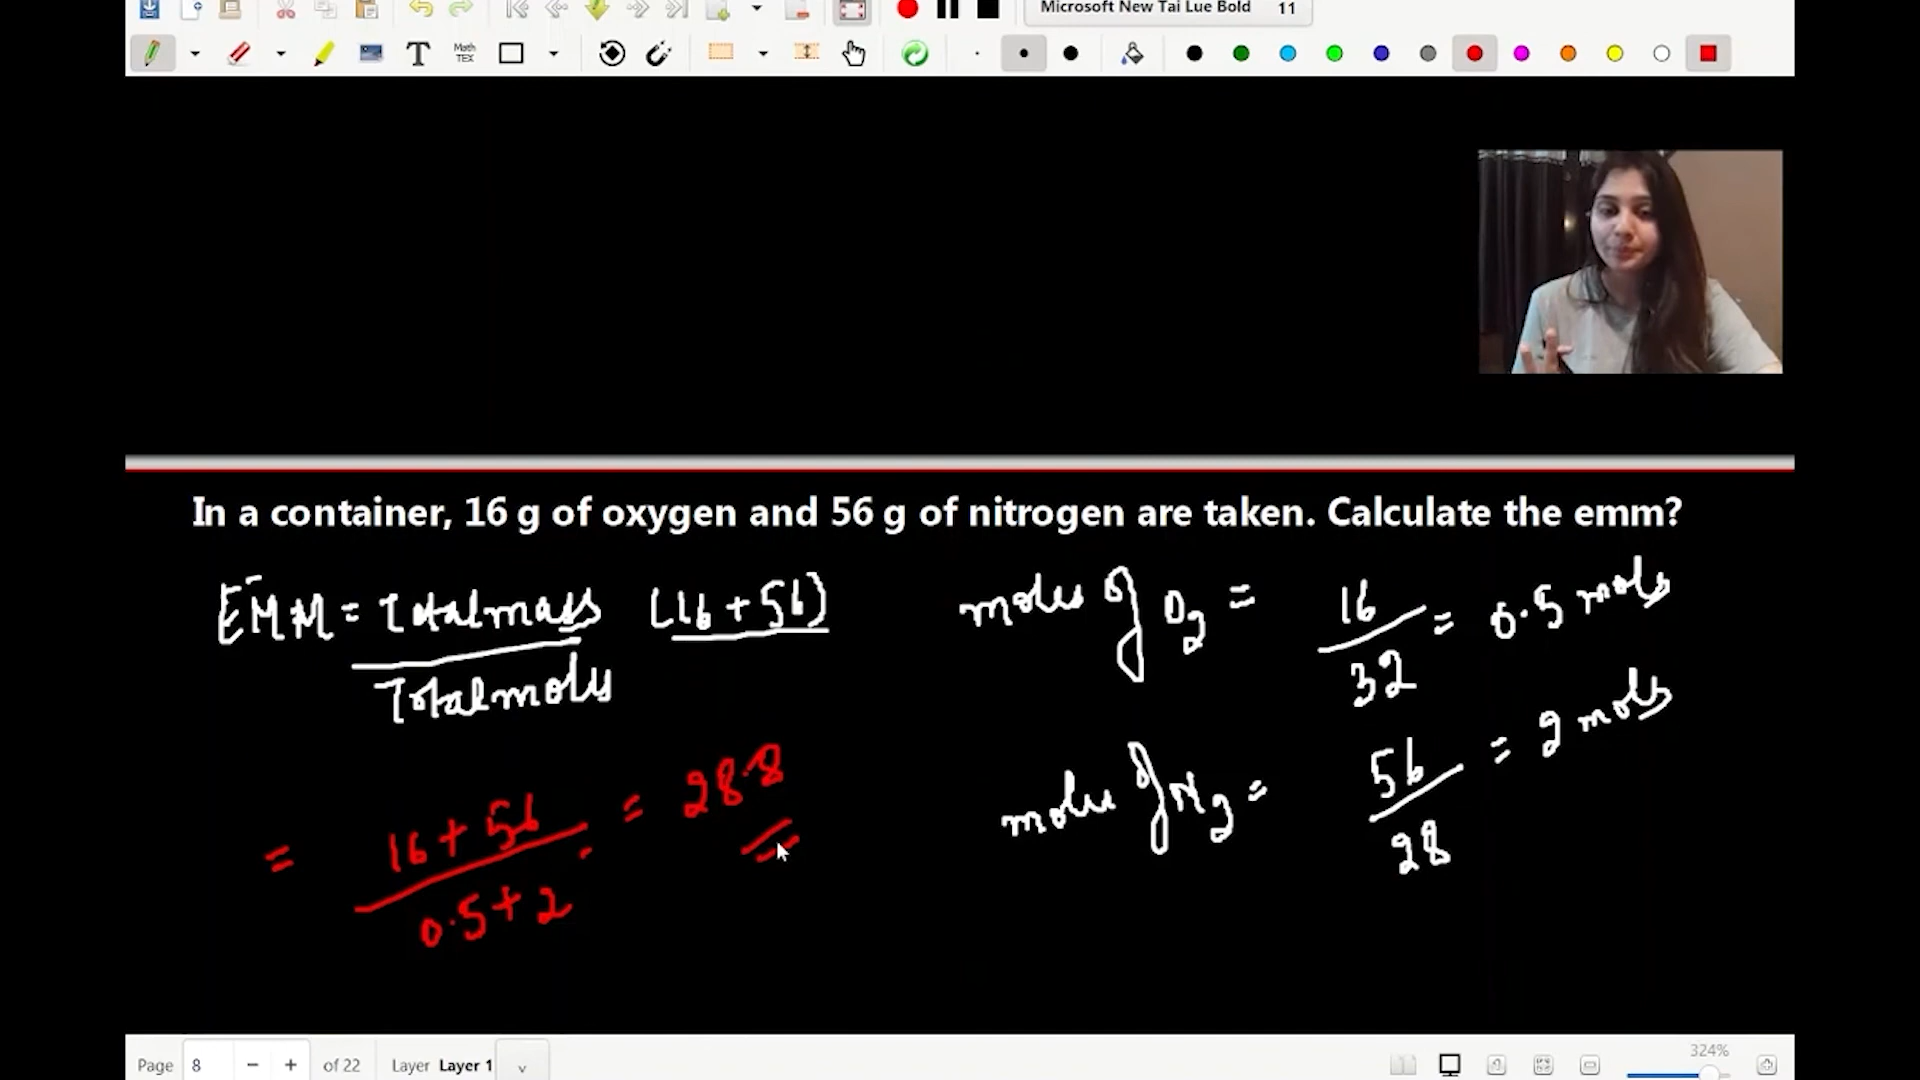 Microsoft New Tai Lue Bold 11
T Math TEX
In a container, 16 g of oxygen and 56 g of nitrogen are taken. Calculate the emm?
EMM = Total mass (16 + 56)
Total moles
= 16 + 56 = 28.8
0.5 + 2
moles of O2 = 16 = 0.5 moles
32
moles of N2 = 56 = 2 moles
28
Page 8 - + of 22 Layer Layer 1
324%